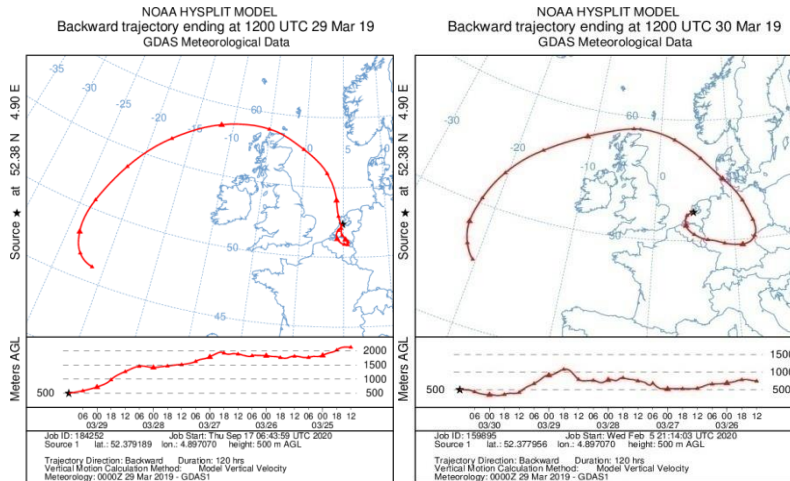 NOAA HYSPLIT MODEL
Backward trajectory ending at 1200 UTC 29 Mar 19
GDAS Meteorological Data
Source ★ at 52.38 N 4.90 E
-35
-30
-25
-20
-15
-10
-5
0
5
60
50
45
Meters AGL
500
2000
1500
1000
500
06 00 18 12 06 00 18 12 06 00 18 12 06 00 18 12 06 00 18 12
03/29 03/28 03/27 03/26 03/25
Job ID: 184252 Job Start: Thu Sep 17 06:43:59 UTC 2020
Source 1 lat.: 52.379189 lon.: 4.897070 height: 500 m AGL
Trajectory Direction: Backward Duration: 120 hrs
Vertical Motion Calculation Method: Model Vertical Velocity
Meteorology: 0000Z 29 Mar 2019 - GDAS1
NOAA HYSPLIT MODEL
Backward trajectory ending at 1200 UTC 30 Mar 19
GDAS Meteorological Data
Source ★ at 52.38 N 4.90 E
-30
-20
-10
0
60
Meters AGL
500
1500
1000
500
06 00 18 12 06 00 18 12 06 00 18 12 06 00 18 12 06 00 18 12
03/30 03/29 03/28 03/27 03/26
Job ID: 159895 Job Start: Wed Feb 5 21:14:03 UTC 2020
Source 1 lat.: 52.377956 lon.: 4.897070 height: 500 m AGL
Trajectory Direction: Backward Duration: 120 hrs
Vertical Motion Calculation Method: Model Vertical Velocity
Meteorology: 0000Z 30 Mar 2019 - GDAS1